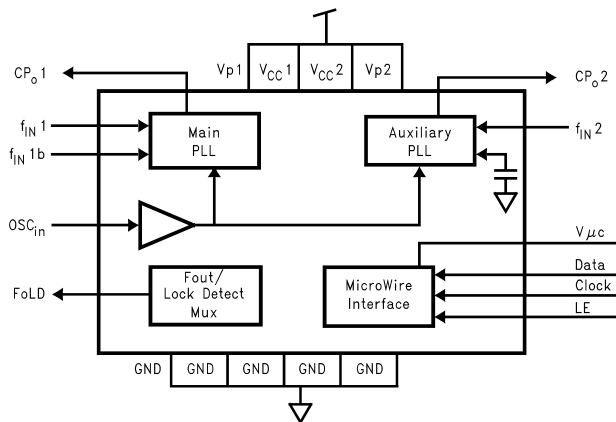 Vp1 VCC1 VCC2 Vp2
CPo1
CPo2
fIN1
fIN1b
Main
PLL
Auxiliary
PLL
fIN2
OSCin
Vμc
FoLD
Fout/
Lock Detect
Mux
MicroWire
Interface
Data
Clock
LE
GND GND GND GND GND